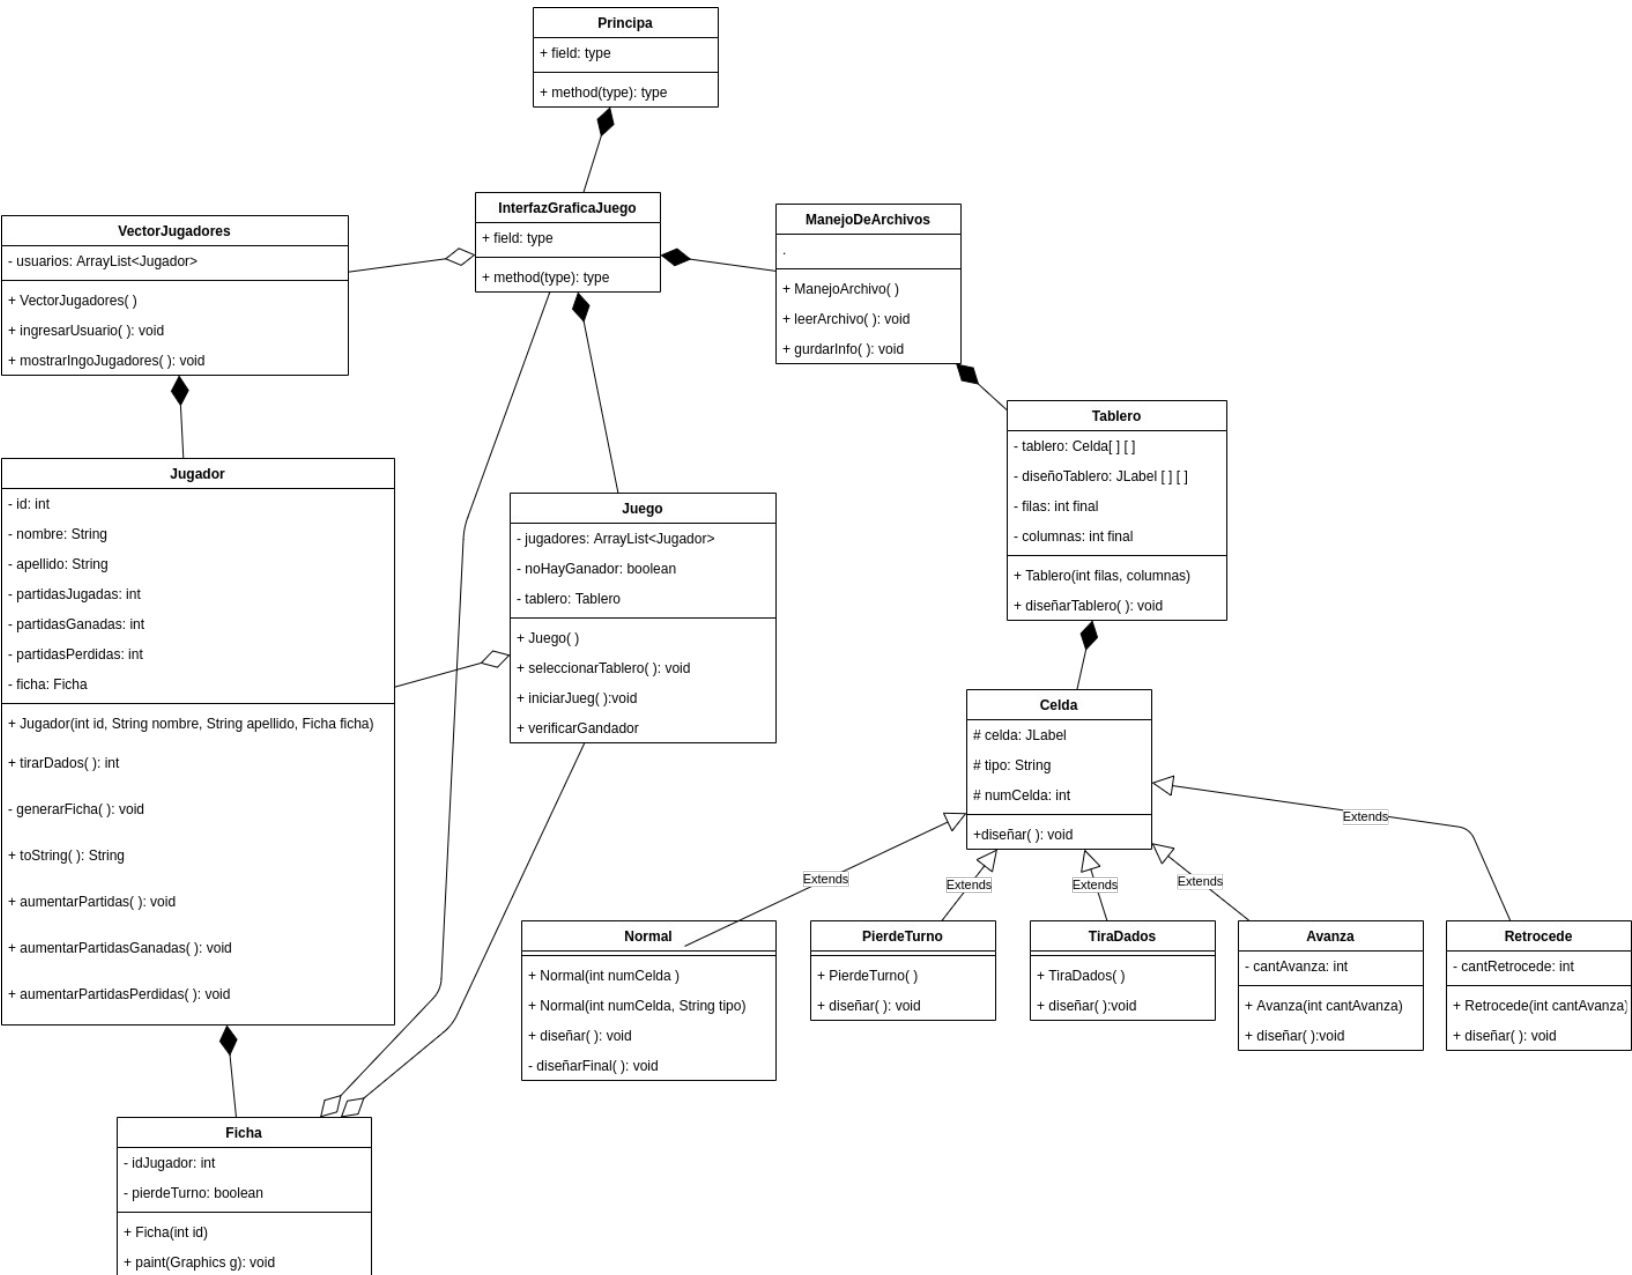 Principa
+ field: type
+ method(type): type
InterfazGraficaJuego
+ field: type
+ method(type): type
VectorJugadores
- usuarios: ArrayList<Jugador>
+ VectorJugadores( )
+ ingresarUsuario( ): void
+ mostrarIngoJugadores( ): void
ManejoDeArchivos
.
+ ManejoArchivo( )
+ leerArchivo( ): void
+ gurdarInfo( ): void
Tablero
- tablero: Celda[ ] [ ]
- diseñoTablero: JLabel [ ] [ ]
- filas: int final
- columnas: int final
+ Tablero(int filas, columnas)
+ diseñarTablero( ): void
Jugador
- id: int
- nombre: String
- apellido: String
- partidasJugadas: int
- partidasGanadas: int
- partidasPerdidas: int
- ficha: Ficha
+ Jugador(int id, String nombre, String apellido, Ficha ficha)
+ tirarDados( ): int
- generarFicha( ): void
+ toString( ): String
+ aumentarPartidas( ): void
+ aumentarPartidasGanadas( ): void
+ aumentarPartidasPerdidas( ): void
Juego
- jugadores: ArrayList<Jugador>
- noHayGanador: boolean
- tablero: Tablero
+ Juego( )
+ seleccionarTablero( ): void
+ iniciarJueg( ):void
+ verificarGandador
Celda
# celda: JLabel
# tipo: String
# numCelda: int
+diseñar( ): void
Extends
Extends
Extends
Extends
Extends
Normal
+ Normal(int numCelda )
+ Normal(int numCelda, String tipo)
+ diseñar( ): void
- diseñarFinal( ): void
PierdeTurno
+ PierdeTurno( )
+ diseñar( ): void
TiraDados
+ TiraDados( )
+ diseñar( ):void
Avanza
- cantAvanza: int
+ Avanza(int cantAvanza)
+ diseñar( ):void
Retrocede
- cantRetrocede: int
+ Retrocede(int cantAvanza)
+ diseñar( ): void
Ficha
- idJugador: int
- pierdeTurno: boolean
+ Ficha(int id)
+ paint(Graphics g): void